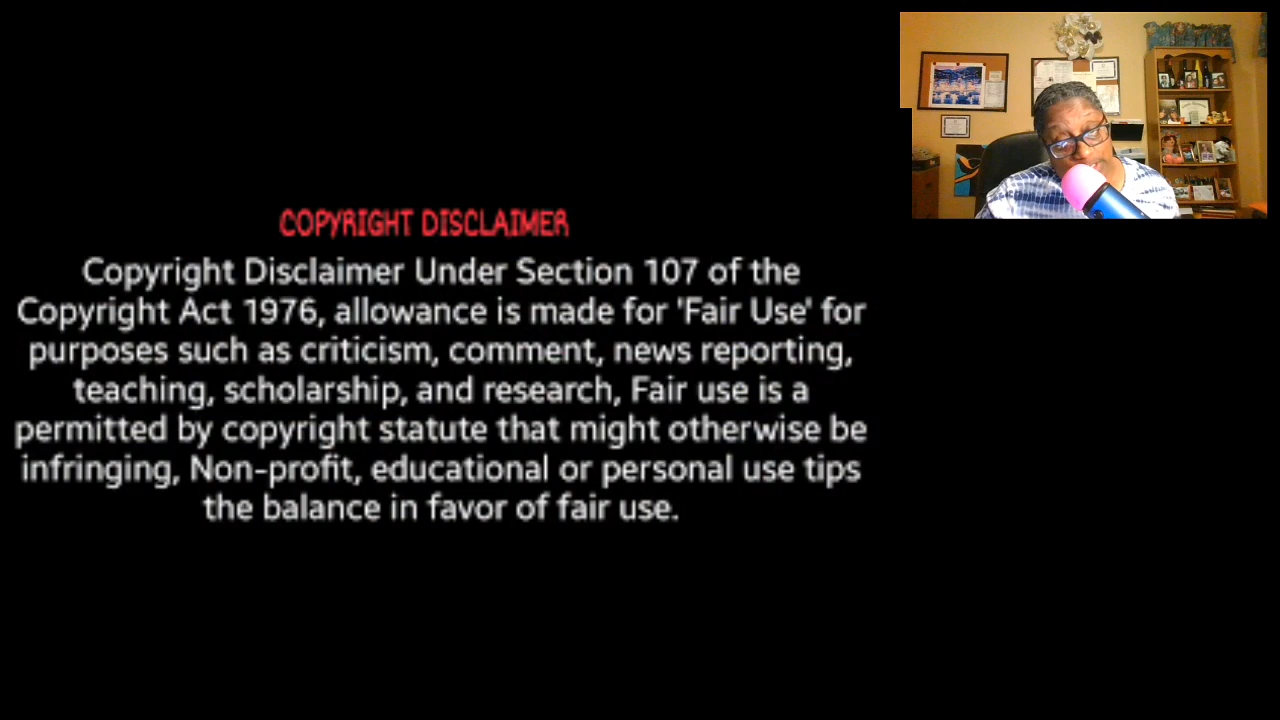 COPYRIGHT DISCLAIMER
Copyright Disclaimer Under Section 107 of the
Copyright Act 1976, allowance is made for 'Fair Use' for
purposes such as criticism, comment, news reporting,
teaching, scholarship, and research, Fair use is a
permitted by copyright statute that might otherwise be
infringing, Non-profit, educational or personal use tips
the balance in favor of fair use.